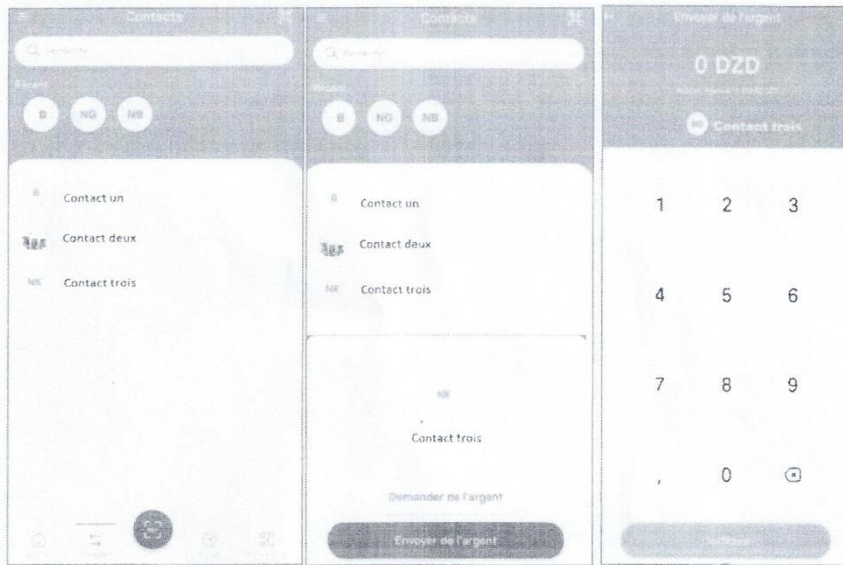 Contacts
Récent
B NG NB
B Contact un
Contact deux
NK Contact trois
Contacts
Récent
B NG NB
B Contact un
Contact deux
NK Contact trois
NK
Contact trois
Demander de l'argent
Envoyer de l'argent
Envoyer de l'argent
0 DZD
Contact trois
1 2 3
4 5 6
7 8 9
, 0